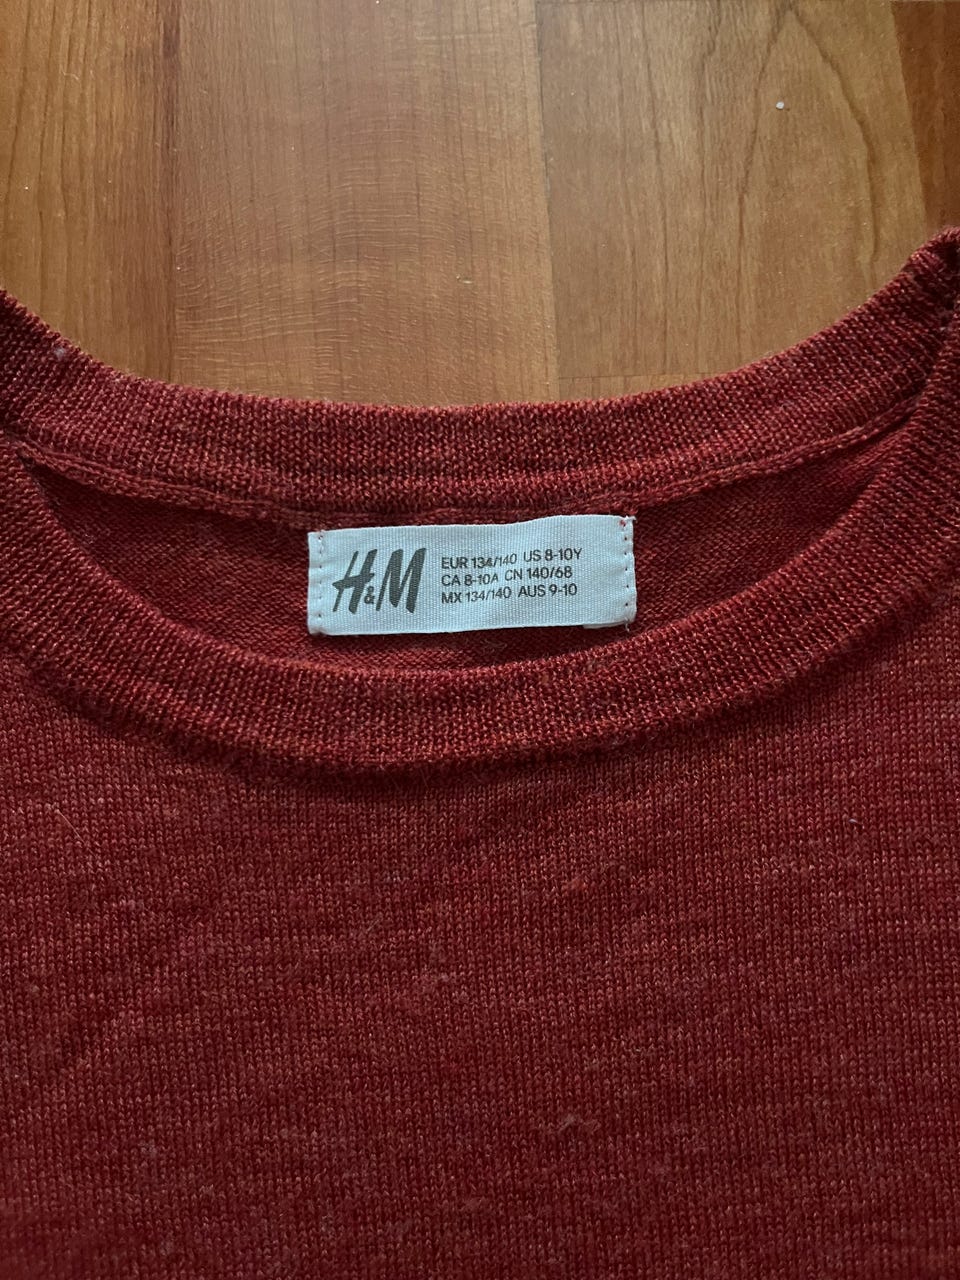 H&M
EUR 134/140 US 8-10Y
CA 8-10A CN 140/68
MX 134/140 AUS 9-10